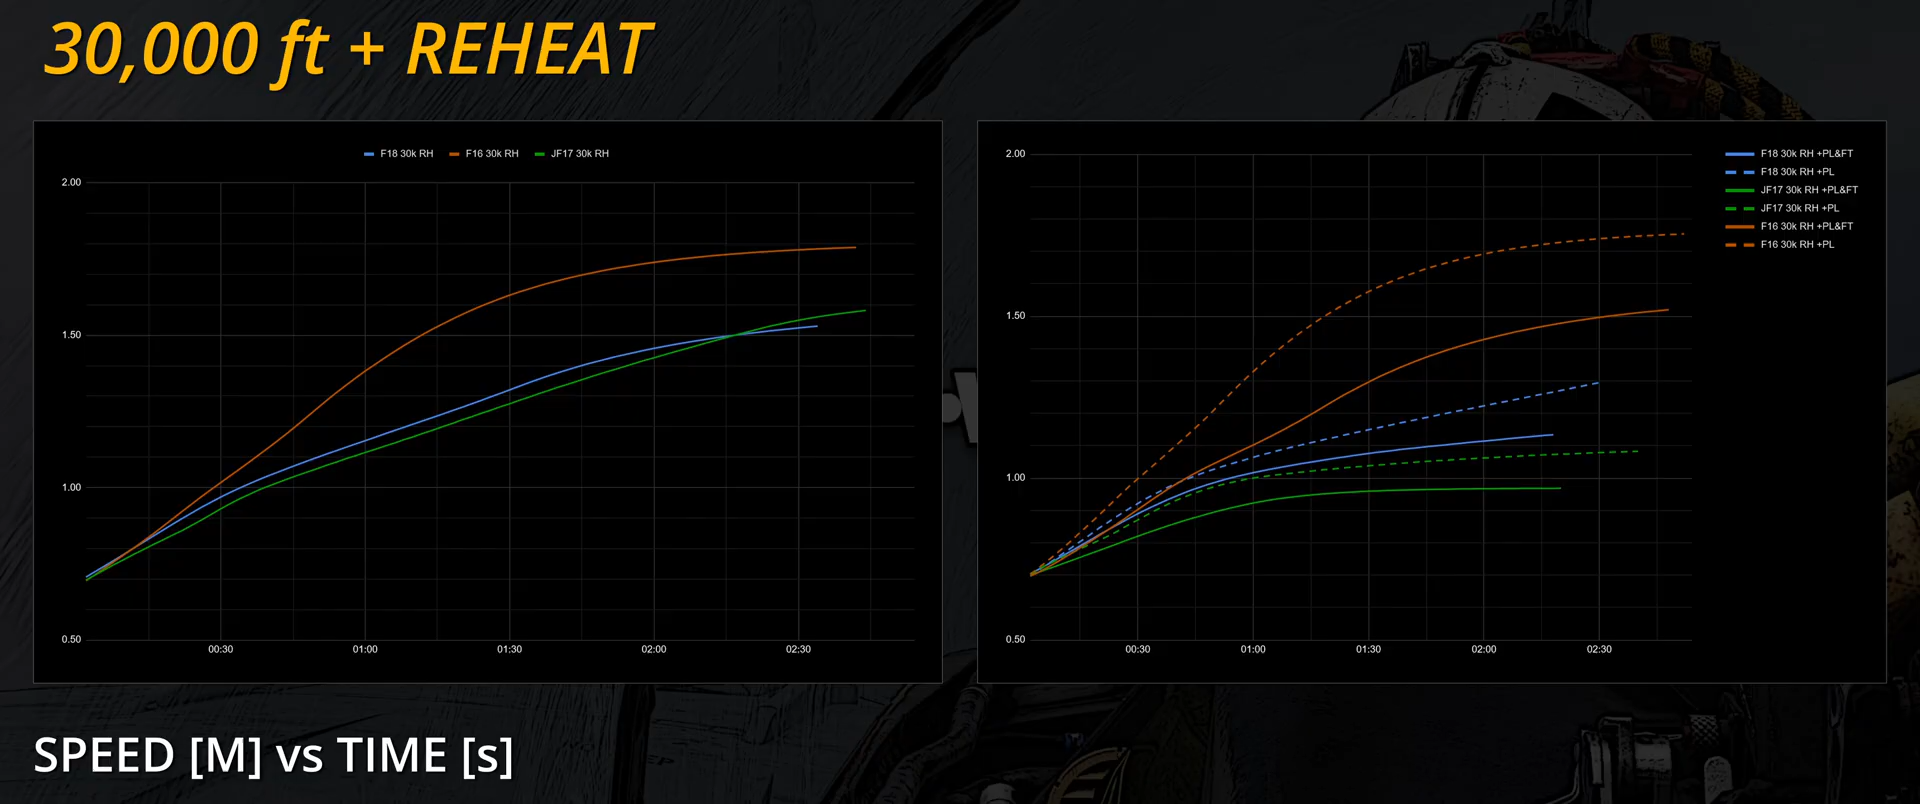 30,000 ft + REHEAT
F18 30k RH F16 30k RH JF17 30k RH
2.00
1.50
1.00
0.50
00:30 01:00 01:30 02:00 02:30
2.00
1.50
1.00
0.50
00:30 01:00 01:30 02:00 02:30
F18 30k RH +PL&FT
F18 30k RH +PL
JF17 30k RH +PL&FT
JF17 30k RH +PL
F16 30k RH +PL&FT
F16 30k RH +PL
SPEED [M] vs TIME [s]